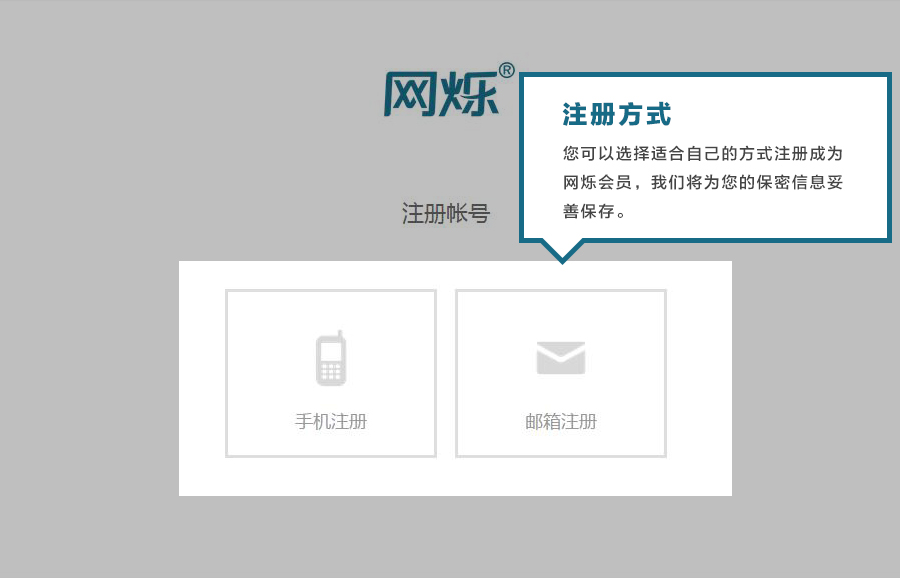 网烁®
注册方式
您可以选择适合自己的方式注册成为
网烁会员，我们将为您的保密信息妥
善保存。
注册帐号
手机注册
邮箱注册